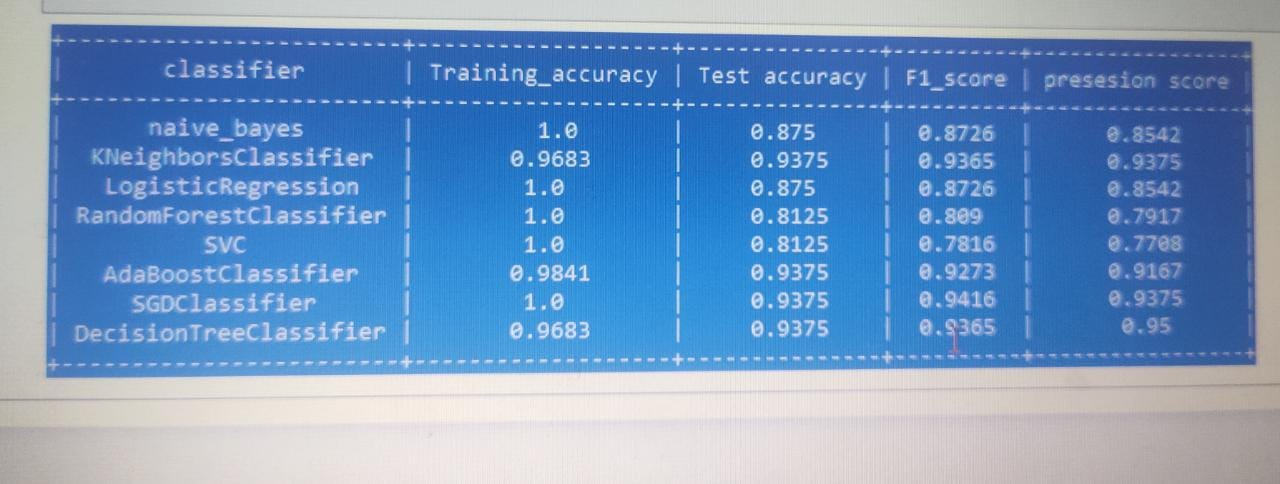 | classifier | Training_accuracy | Test accuracy | F1_score | presesion score |
| naive_bayes | 1.0 | 0.875 | 0.8726 | 0.8542 |
| KNeighborsClassifier | 0.9683 | 0.9375 | 0.9365 | 0.9375 |
| LogisticRegression | 1.0 | 0.875 | 0.8726 | 0.8542 |
| RandomForestClassifier | 1.0 | 0.8125 | 0.809 | 0.7917 |
| SVC | 1.0 | 0.8125 | 0.7816 | 0.7708 |
| AdaBoostClassifier | 0.9841 | 0.9375 | 0.9273 | 0.9167 |
| SGDClassifier | 1.0 | 0.9375 | 0.9416 | 0.9375 |
| DecisionTreeClassifier | 0.9683 | 0.9375 | 0.9365 | 0.95 |